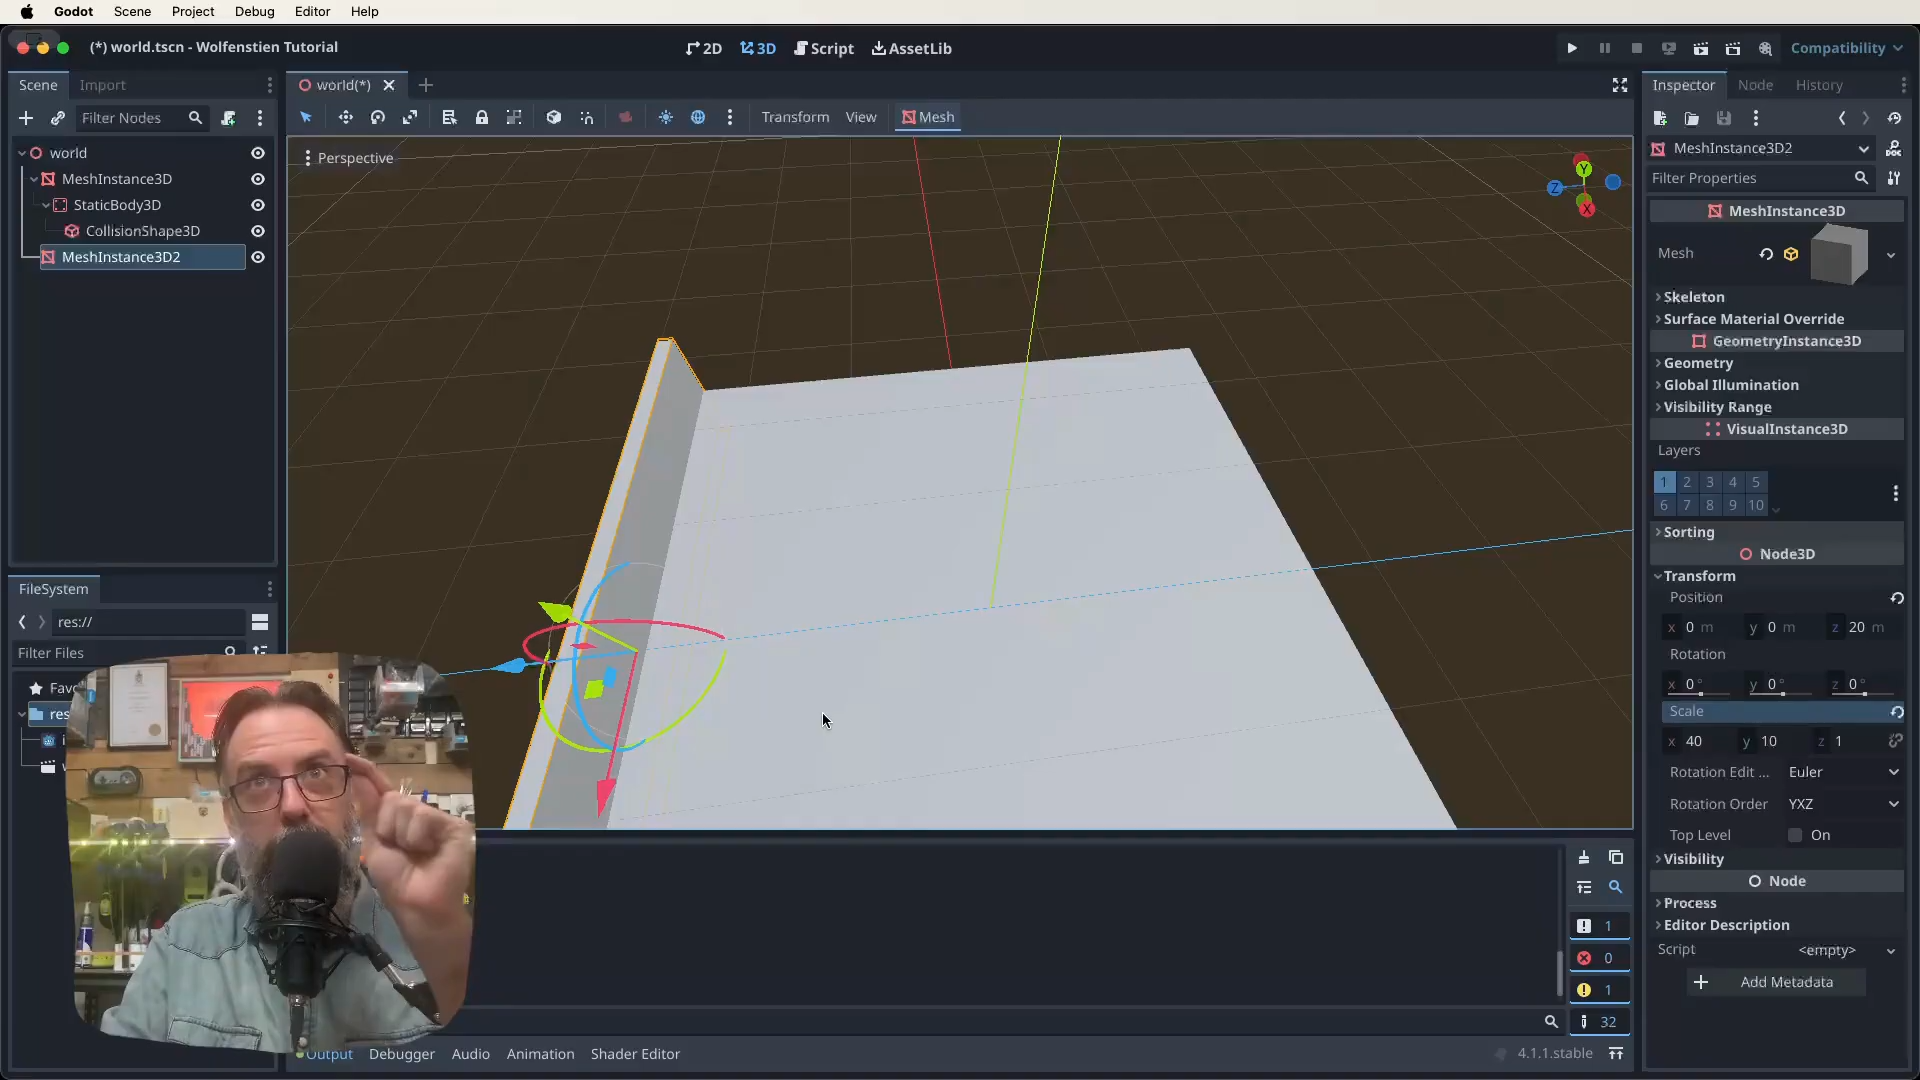 Godot Scene Project Debug Editor Help
(*) world.tscn - Wolfenstien Tutorial
2D 3D Script AssetLib
Compatibility
Scene Import
world(*)
Inspector Node History
Filter Nodes
Transform View Mesh
world
MeshInstance3D
StaticBody3D
CollisionShape3D
MeshInstance3D2
Perspective
Y
Z
X
MeshInstance3D2
Filter Properties
MeshInstance3D
Mesh
Skeleton
Surface Material Override
GeometryInstance3D
Geometry
Global Illumination
Visibility Range
VisualInstance3D
Layers
1 2 3 4 5
6 7 8 9 10
Sorting
Node3D
Transform
Position
x 0 m y 0 m z 20 m
Rotation
x 0° y 0° z 0°
Scale
x 40 y 10 z 1
Rotation Edit ... Euler
Rotation Order YXZ
Top Level On
Visibility
Node
Process
Editor Description
Script <empty>
Add Metadata
FileSystem
res://
Filter Files
Favo
res
1
0
1
32
Output Debugger Audio Animation Shader Editor
4.1.1.stable